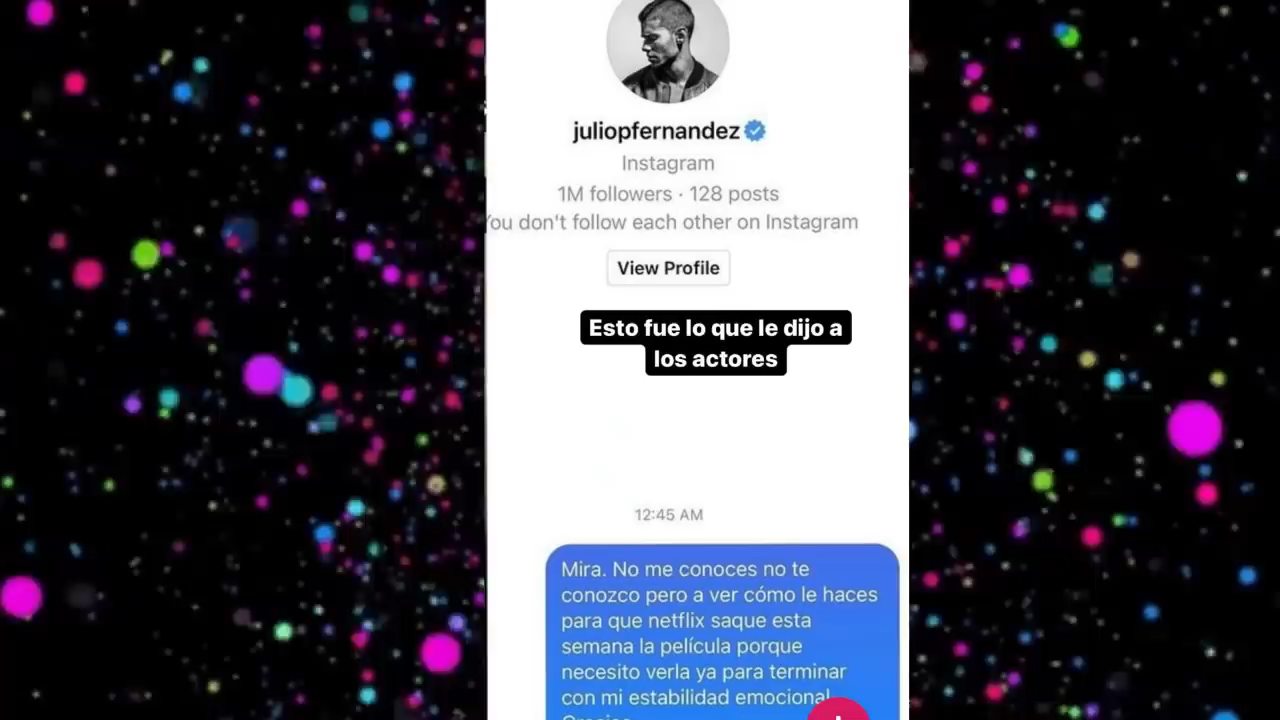 juliopfernandez
Instagram
1M followers · 128 posts
You don't follow each other on Instagram
View Profile
Esto fue lo que le dijo a
los actores
12:45 AM
Mira. No me conoces no te
conozco pero a ver cómo le haces
para que netflix saque esta
semana la película porque
necesito verla ya para terminar
con mi estabilidad emocional.